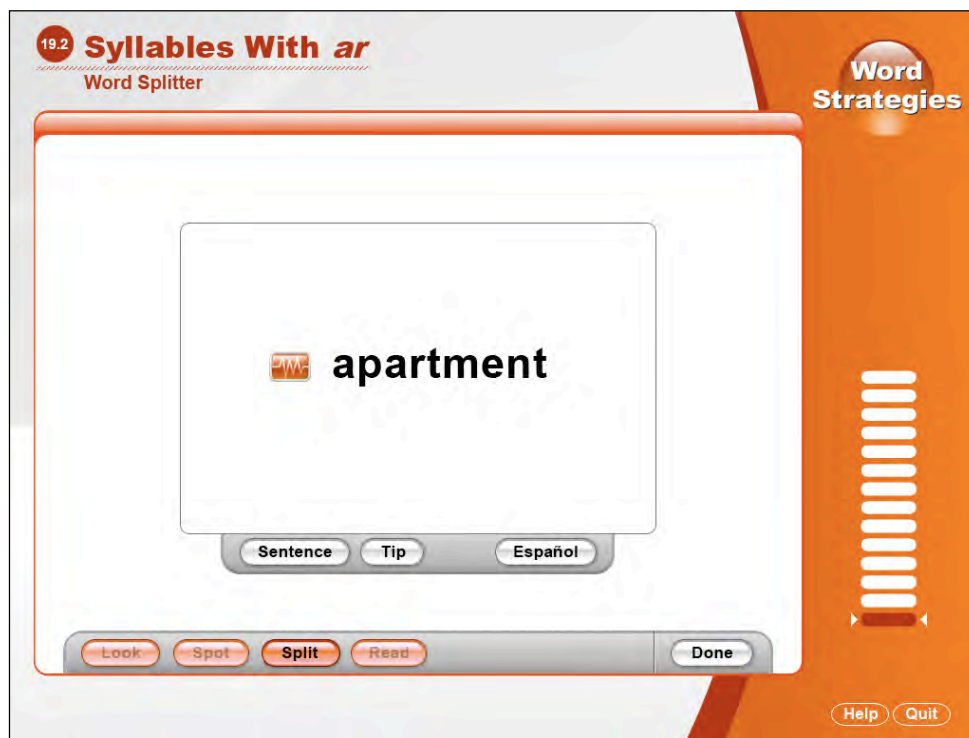 19.2 Syllables With ar
Word Splitter
Word
Strategies
apartment
Sentence Tip Español
Look Spot Split Read Done
Help Quit